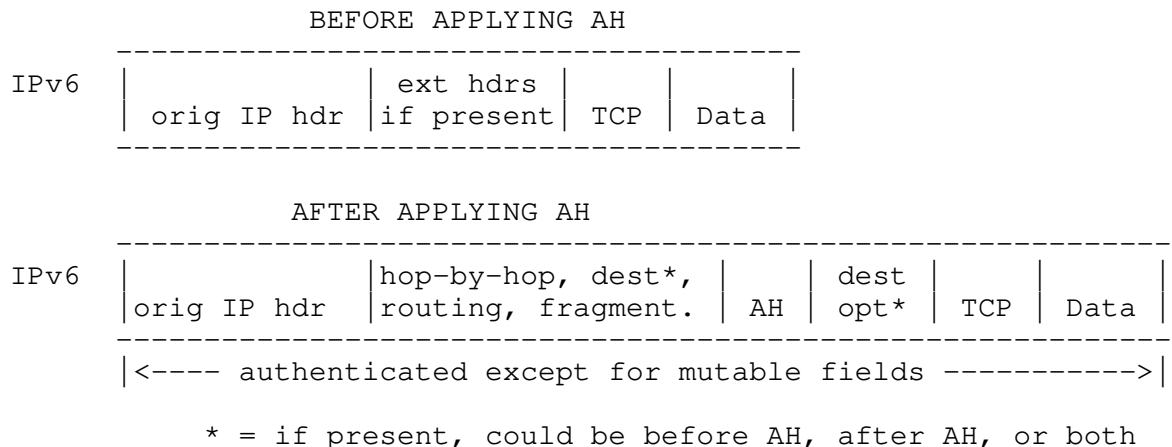 BEFORE APPLYING AH
---------------------------------------
IPv6 | | ext hdrs | | |
| orig IP hdr |if present| TCP | Data |
---------------------------------------
AFTER APPLYING AH
------------------------------------------------------------
IPv6 | |hop-by-hop, dest*, | | dest | | |
|orig IP hdr |routing, fragment. | AH | opt* | TCP | Data |
------------------------------------------------------------
|<---- authenticated except for mutable fields ----------->|
* = if present, could be before AH, after AH, or both